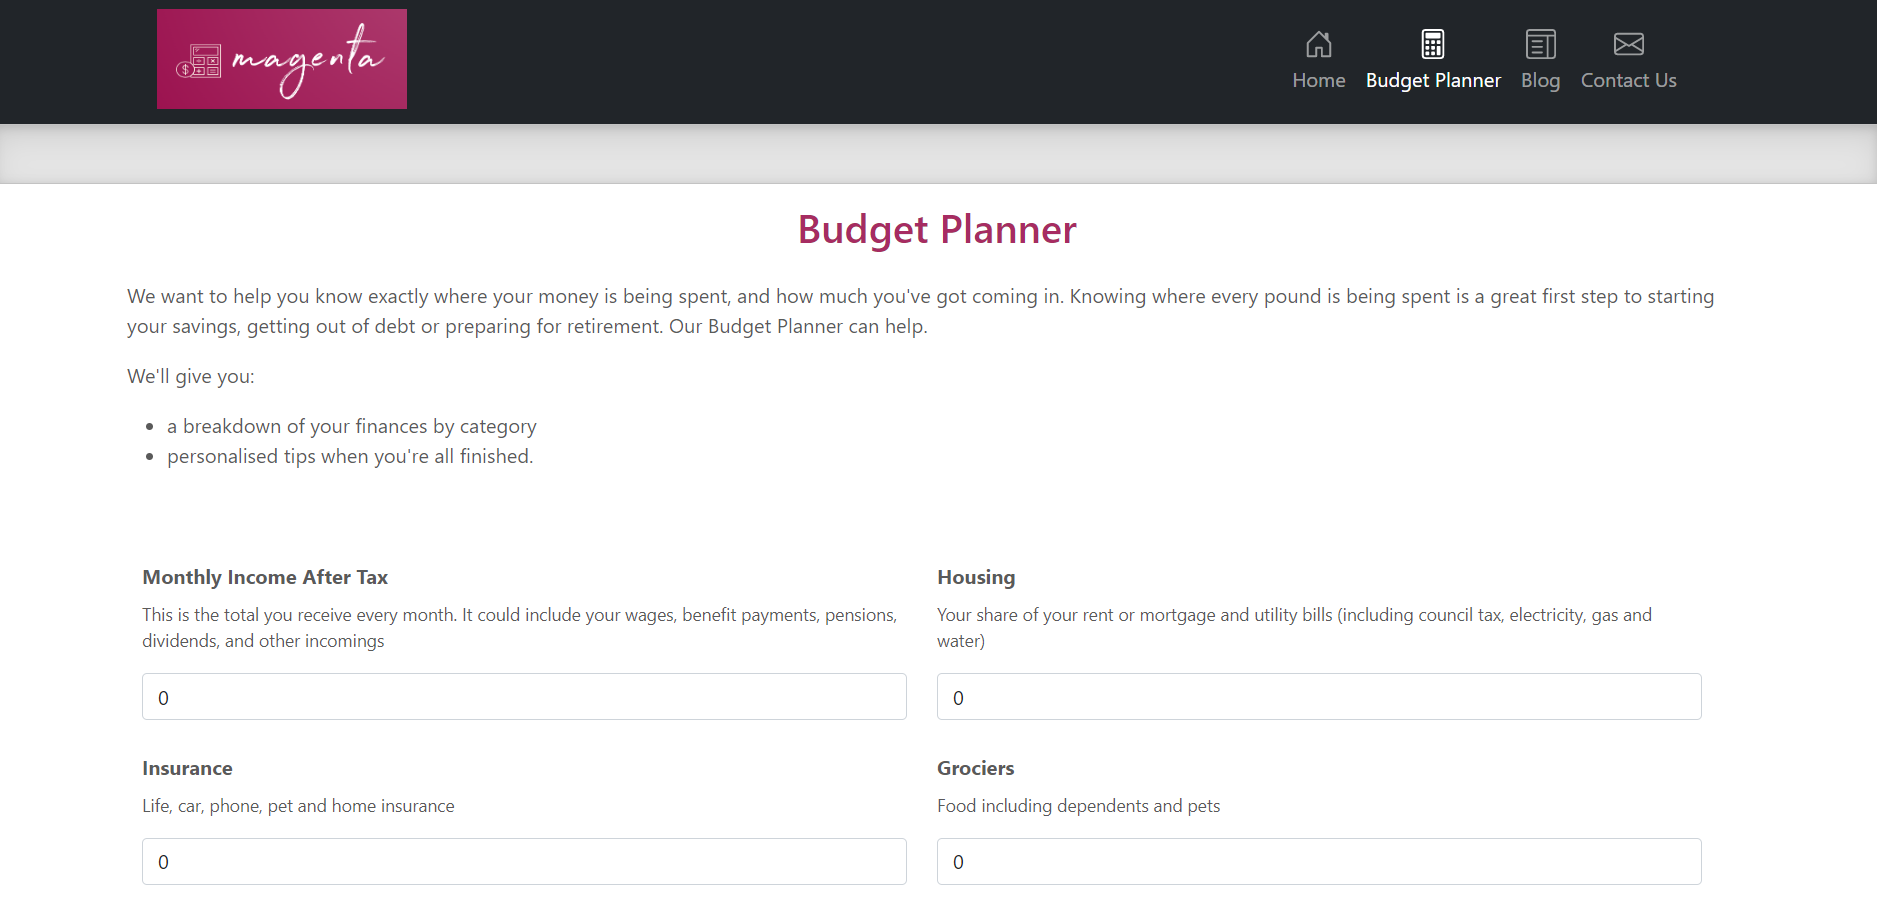 magenta
Home
Budget Planner
Blog
Contact Us
Budget Planner
We want to help you know exactly where your money is being spent, and how much you've got coming in. Knowing where every pound is being spent is a great first step to starting
your savings, getting out of debt or preparing for retirement. Our Budget Planner can help.
We'll give you:
• a breakdown of your finances by category
• personalised tips when you're all finished.
Monthly Income After Tax
This is the total you receive every month. It could include your wages, benefit payments, pensions,
dividends, and other incomings
0
Housing
Your share of your rent or mortgage and utility bills (including council tax, electricity, gas and
water)
0
Insurance
Life, car, phone, pet and home insurance
0
Grociers
Food including dependents and pets
0